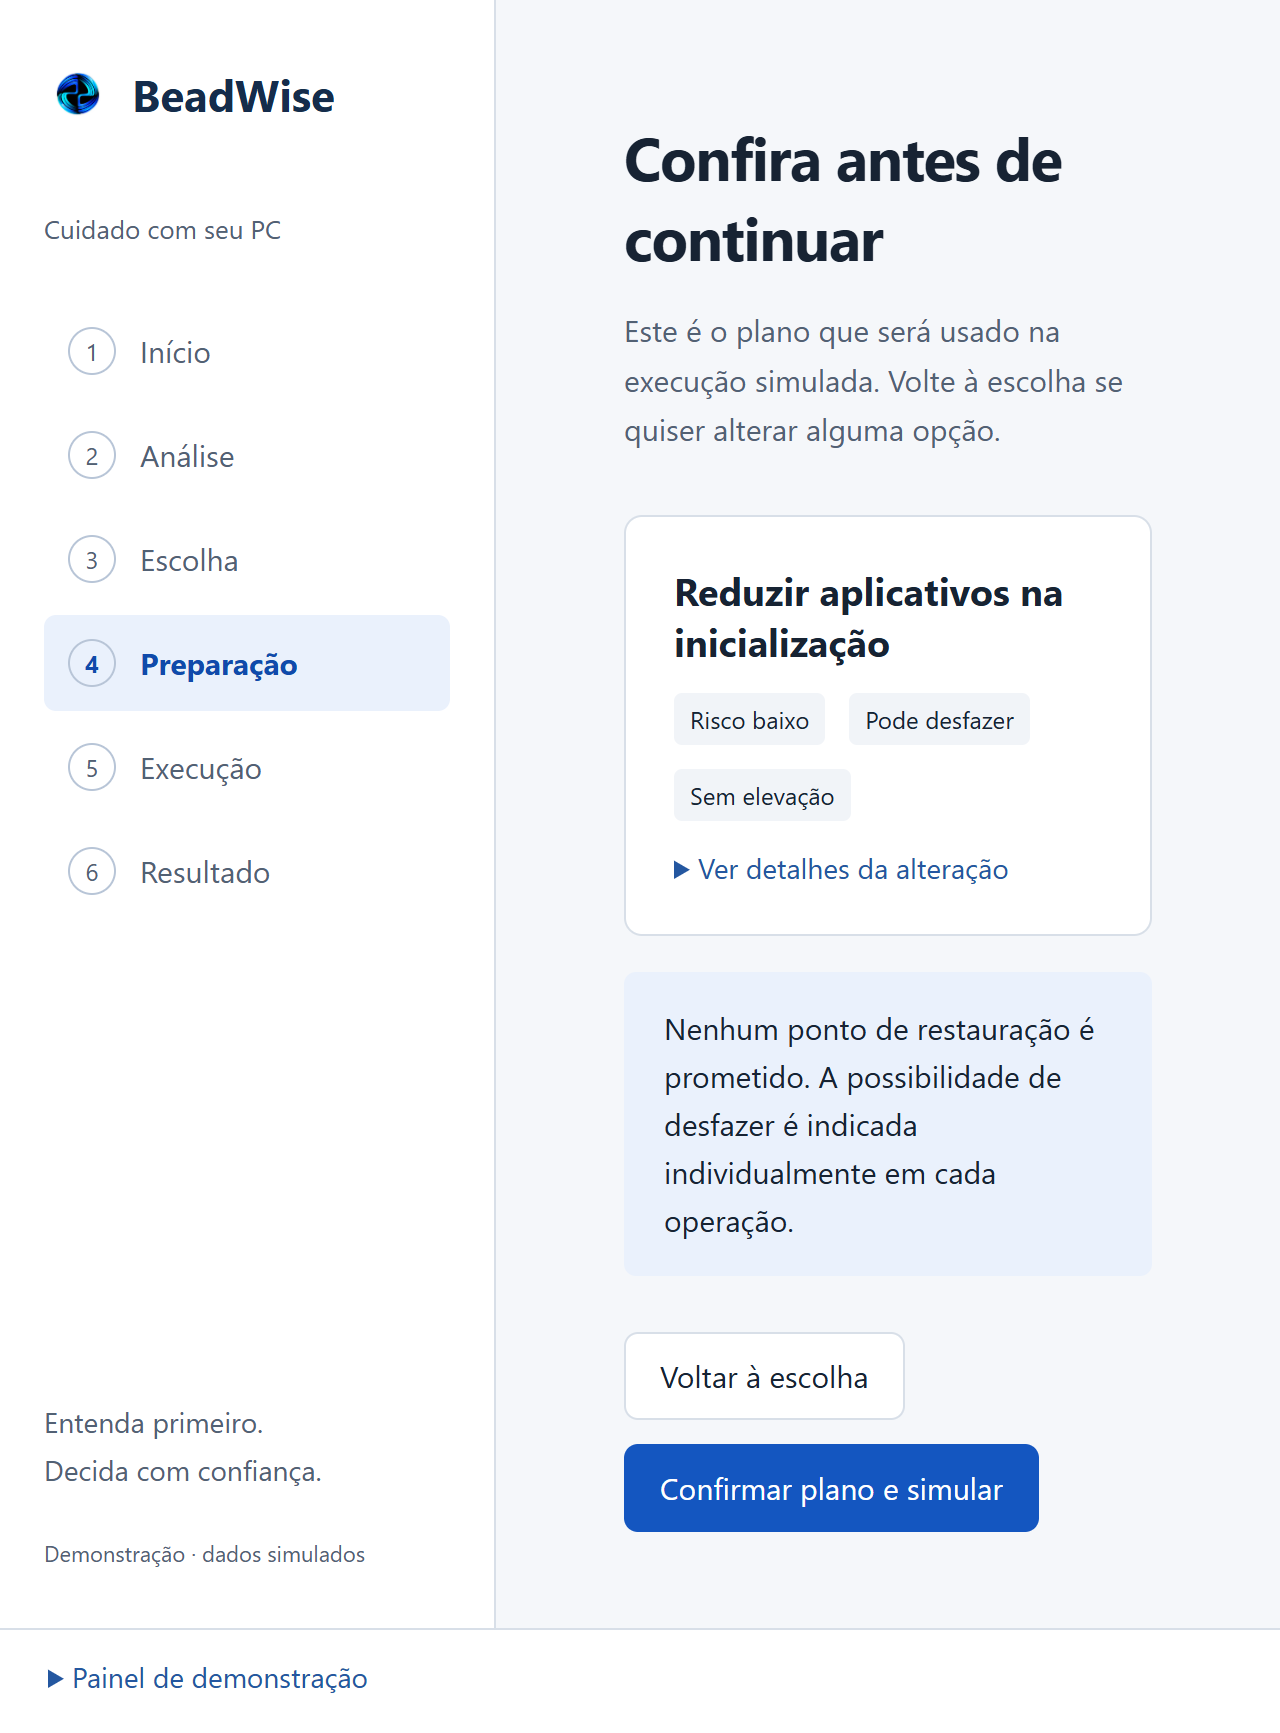 BeadWise
Cuidado com seu PC
1 Início
2 Análise
3 Escolha
4 Preparação
5 Execução
6 Resultado
Entenda primeiro.
Decida com confiança.
Demonstração · dados simulados
Confira antes de
continuar
Este é o plano que será usado na
execução simulada. Volte à escolha se
quiser alterar alguma opção.
Reduzir aplicativos na
inicialização
Risco baixo
Pode desfazer
Sem elevação
Ver detalhes da alteração
Nenhum ponto de restauração é
prometido. A possibilidade de
desfazer é indicada
individualmente em cada
operação.
Voltar à escolha
Confirmar plano e simular
Painel de demonstração